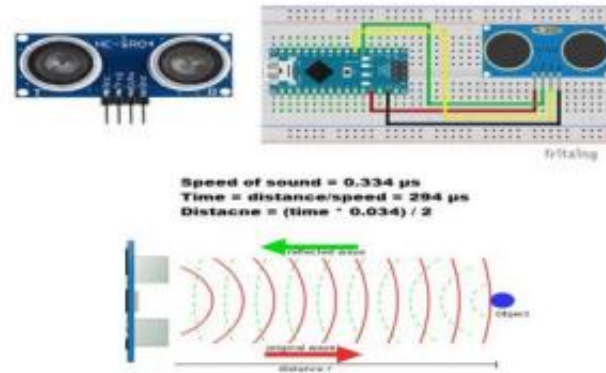 HC-SR04
T
R
fritzing
Speed of sound = 0.334 µs
Time = distance/speed = 294 µs
Distacne = (time * 0.034) / 2
reflected wave
Object
original wave
distance r